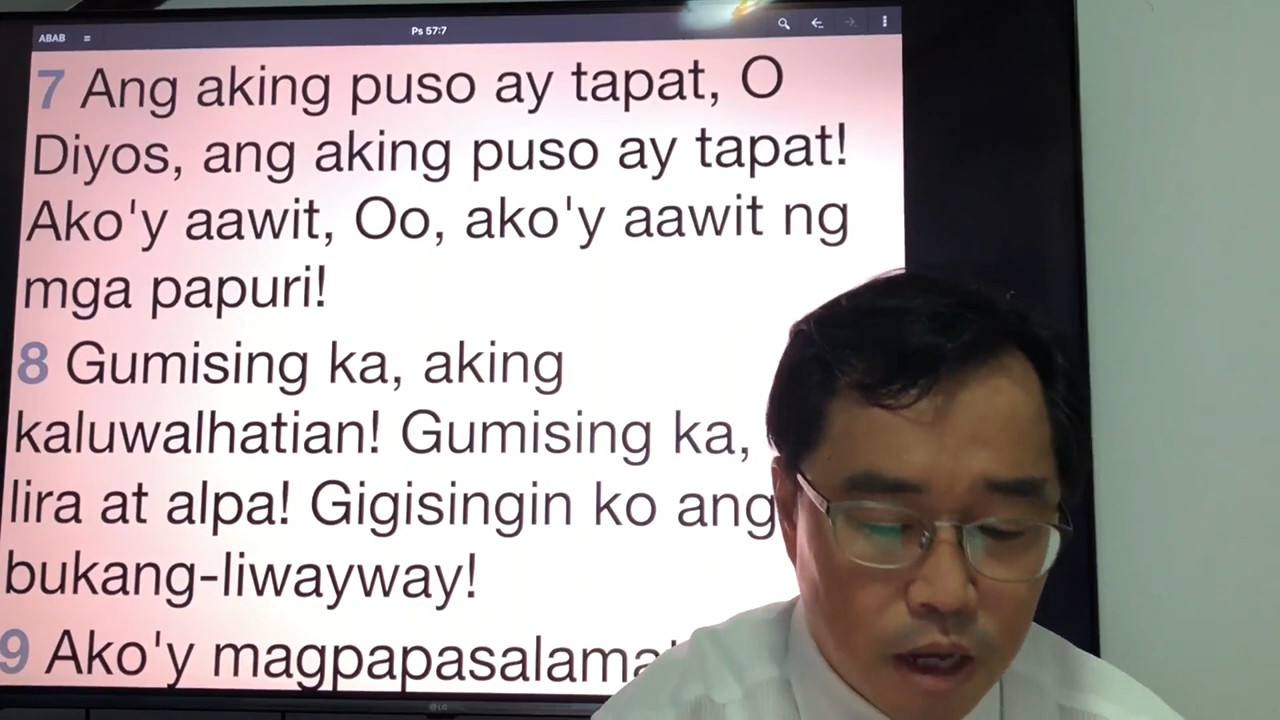 ABAB
Ps 57:7
7 Ang aking puso ay tapat, O
Diyos, ang aking puso ay tapat!
Ako'y aawit, Oo, ako'y aawit ng
mga papuri!
8 Gumising ka, aking
kaluwalhatian! Gumising ka,
lira at alpa! Gigisingin ko ang
bukang-liwayway!
9 Ako'y
LG